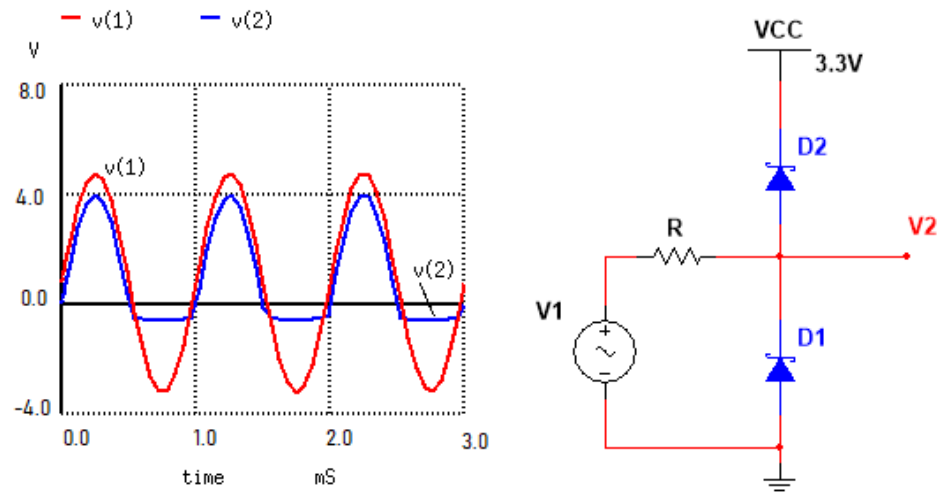 v(1) v(2)
V
8.0
v(1)
4.0
0.0
v(2)
-4.0
0.0 1.0 2.0 3.0
time mS
VCC
3.3V
D2
R
V2
V1
D1